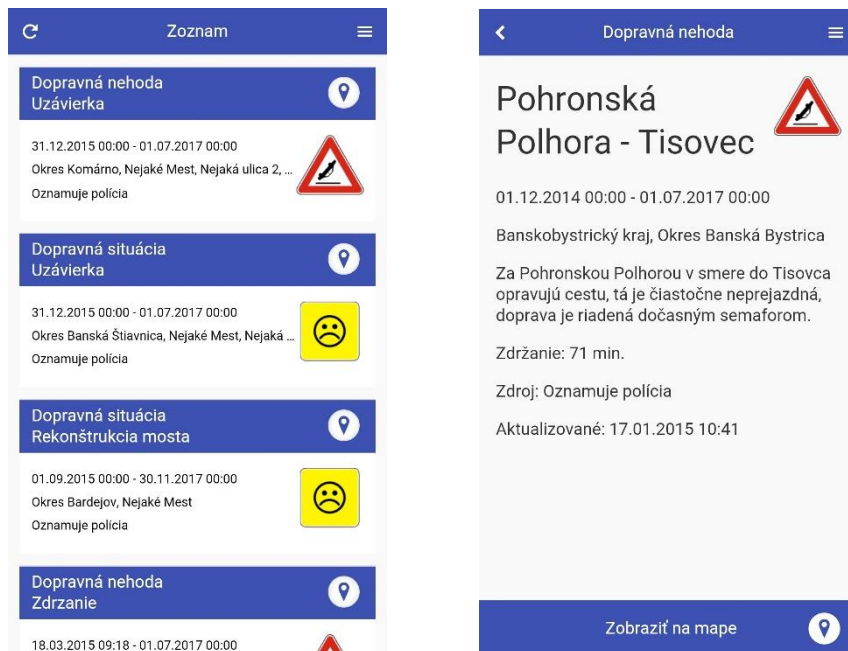 Zoznam
Dopravná nehoda
Uzávierka
31.12.2015 00:00 - 01.07.2017 00:00
Okres Komárno, Nejaké Mest, Nejaká ulica 2, ...
Oznamuje polícia
Dopravná situácia
Uzávierka
31.12.2015 00:00 - 01.07.2017 00:00
Okres Banská Štiavnica, Nejaké Mest, Nejaká ...
Oznamuje polícia
Dopravná situácia
Rekonštrukcia mosta
01.09.2015 00:00 - 30.11.2017 00:00
Okres Bardejov, Nejaké Mest
Oznamuje polícia
Dopravná nehoda
Zdrzanie
18.03.2015 09:18 - 01.07.2017 00:00
Dopravná nehoda
Pohronská
Polhora - Tisovec
01.12.2014 00:00 - 01.07.2017 00:00
Banskobystrický kraj, Okres Banská Bystrica
Za Pohronskou Polhorou v smere do Tisovca
opravujú cestu, tá je čiastočne neprejazdná,
doprava je riadená dočasným semaforom.
Zdržanie: 71 min.
Zdroj: Oznamuje polícia
Aktualizované: 17.01.2015 10:41
Zobraziť na mape